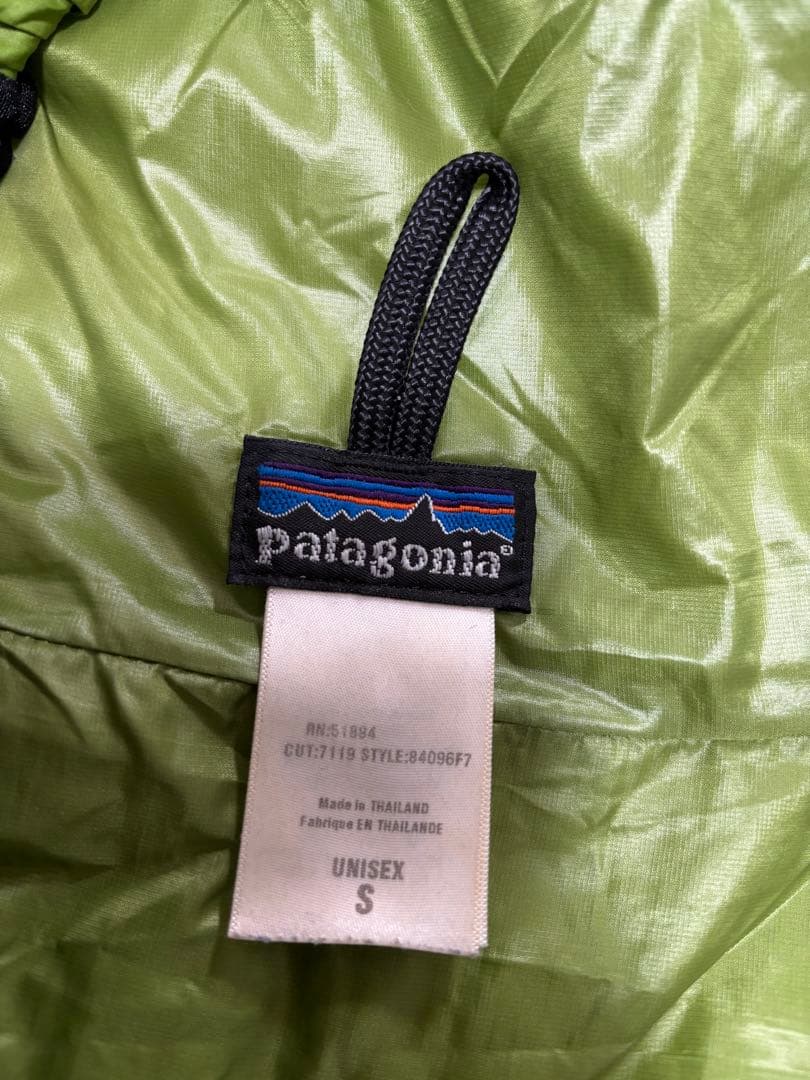 patagonia
RN:51884
CUT:7119 STYLE:84096F7
Made in THAILAND
Fabrique EN THAILANDE
UNISEX
S